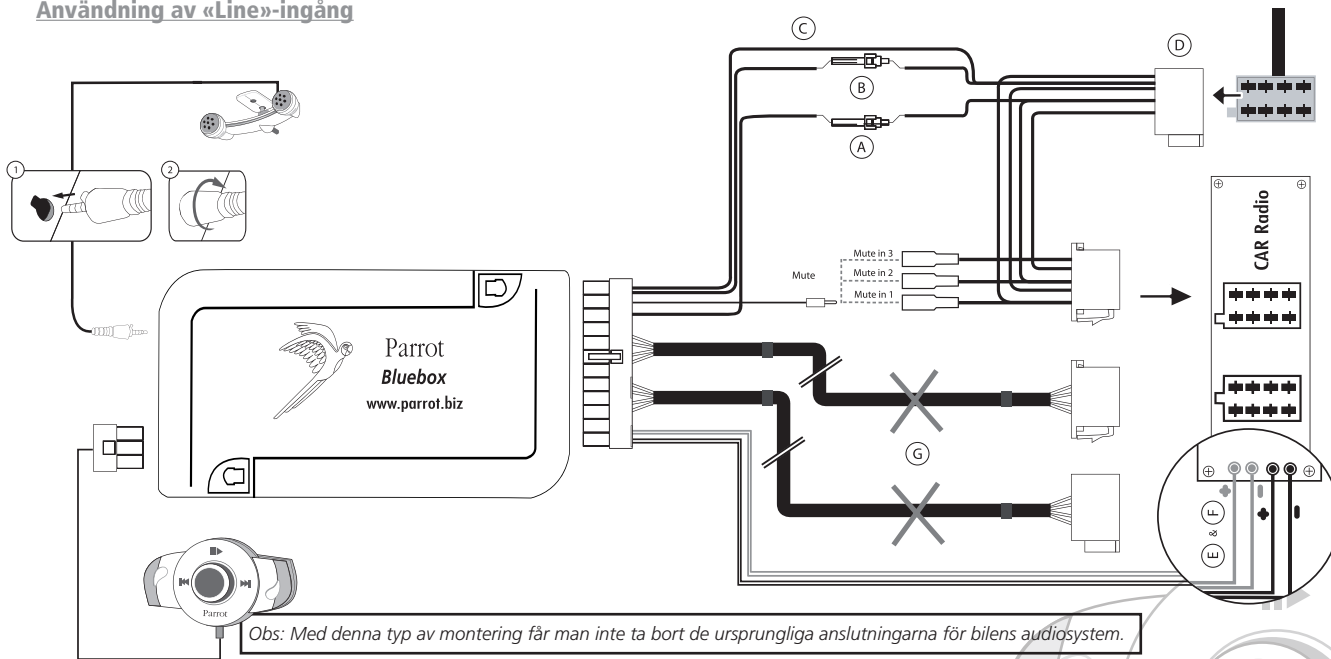 Användning av «Line»-ingång
C
D
B
A
1
2
CAR Radio
Mute in 3
Mute
Mute in 2
Mute in 1
Parrot
Bluebox
www.parrot.biz
G
E & F
Parrot
Obs: Med denna typ av montering får man inte ta bort de ursprungliga anslutningarna för bilens audiosystem.